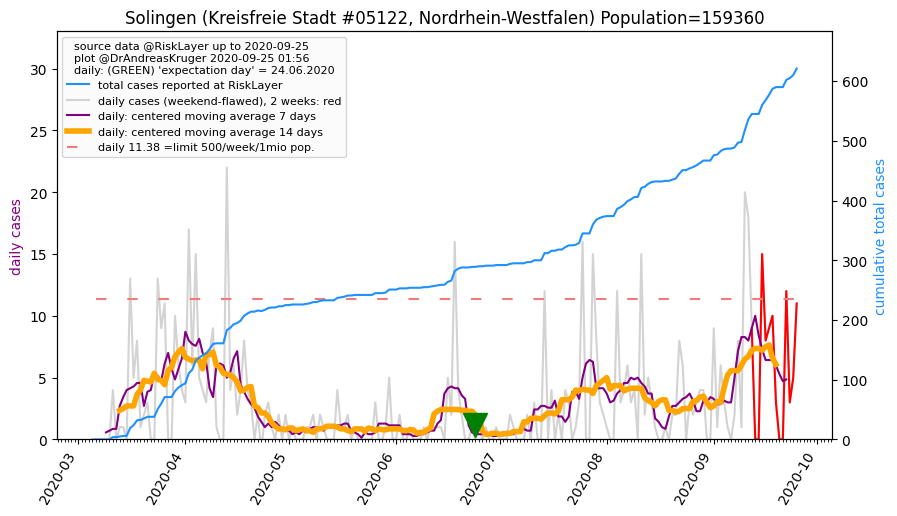 Solingen (Kreisfreie Stadt #05122, Nordrhein-Westfalen) Population=159360
source data @RiskLayer up to 2020-09-25
plot @DrAndreasKruger 2020-09-25 01:56
daily: (GREEN) 'expectation day' = 24.06.2020
total cases reported at RiskLayer
daily cases (weekend-flawed), 2 weeks: red
daily: centered moving average 7 days
daily: centered moving average 14 days
daily 11.38 =limit 500/week/1mio pop.
daily cases
30
25
20
15
10
5
0
cumulative total cases
600
500
400
300
200
100
0
2020-03
2020-04
2020-05
2020-06
2020-07
2020-08
2020-09
2020-10